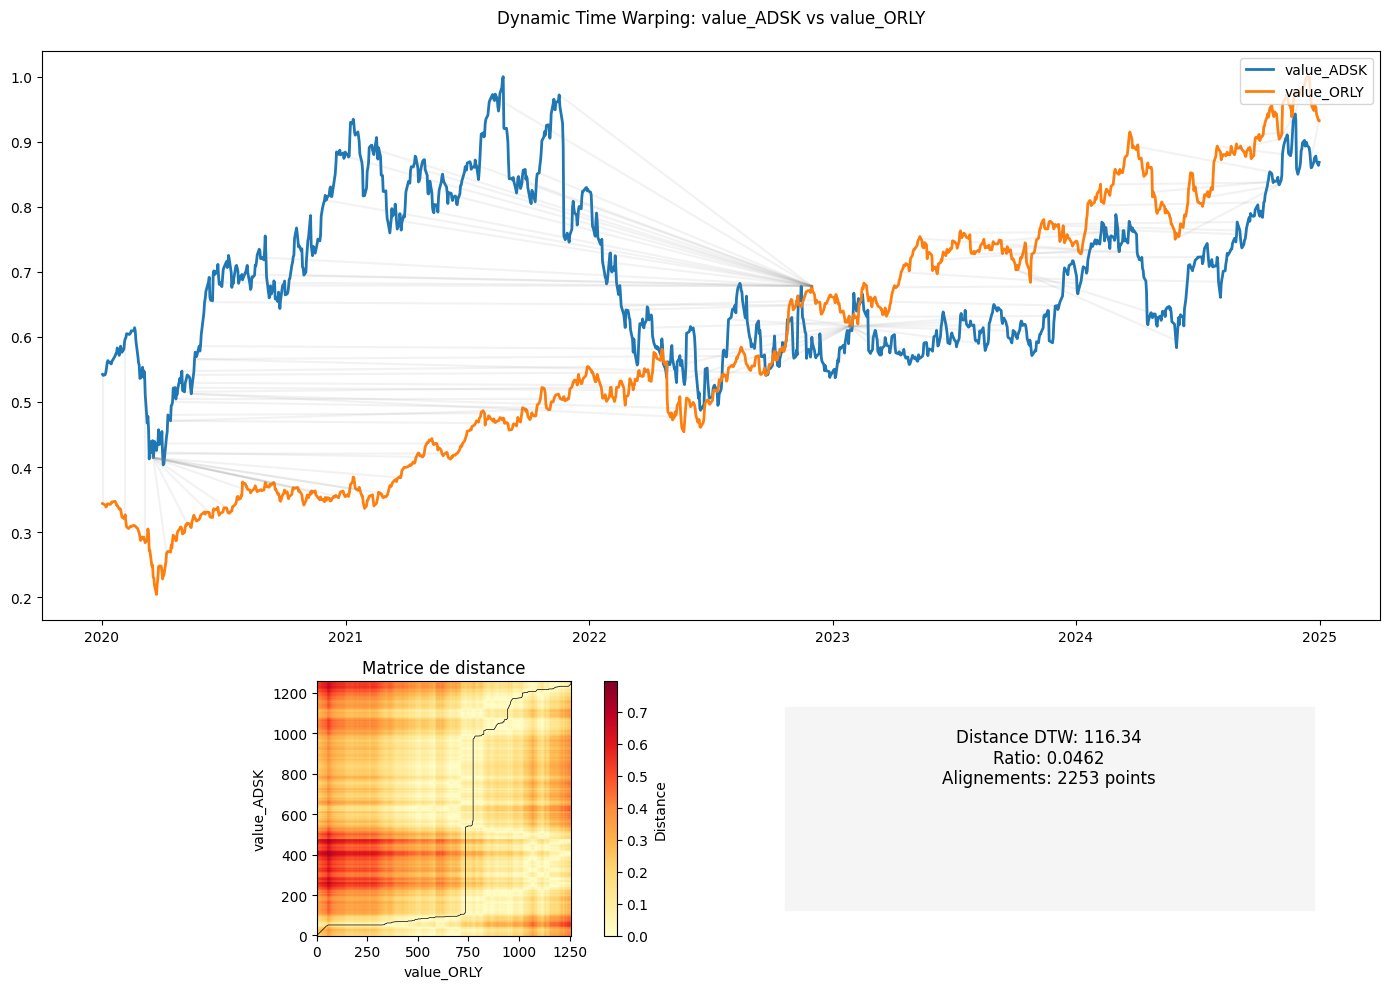 Dynamic Time Warping: value_ADSK vs value_ORLY
value_ADSK
value_ORLY
1.0
0.9
0.8
0.7
0.6
0.5
0.4
0.3
0.2
2020 2021 2022 2023 2024 2025
Matrice de distance
value_ADSK
1200
1000
800
600
400
200
0
0 250 500 750 1000 1250
value_ORLY
0.7
0.6
0.5
0.4
0.3
0.2
0.1
0.0
Distance
Distance DTW: 116.34
Ratio: 0.0462
Alignements: 2253 points